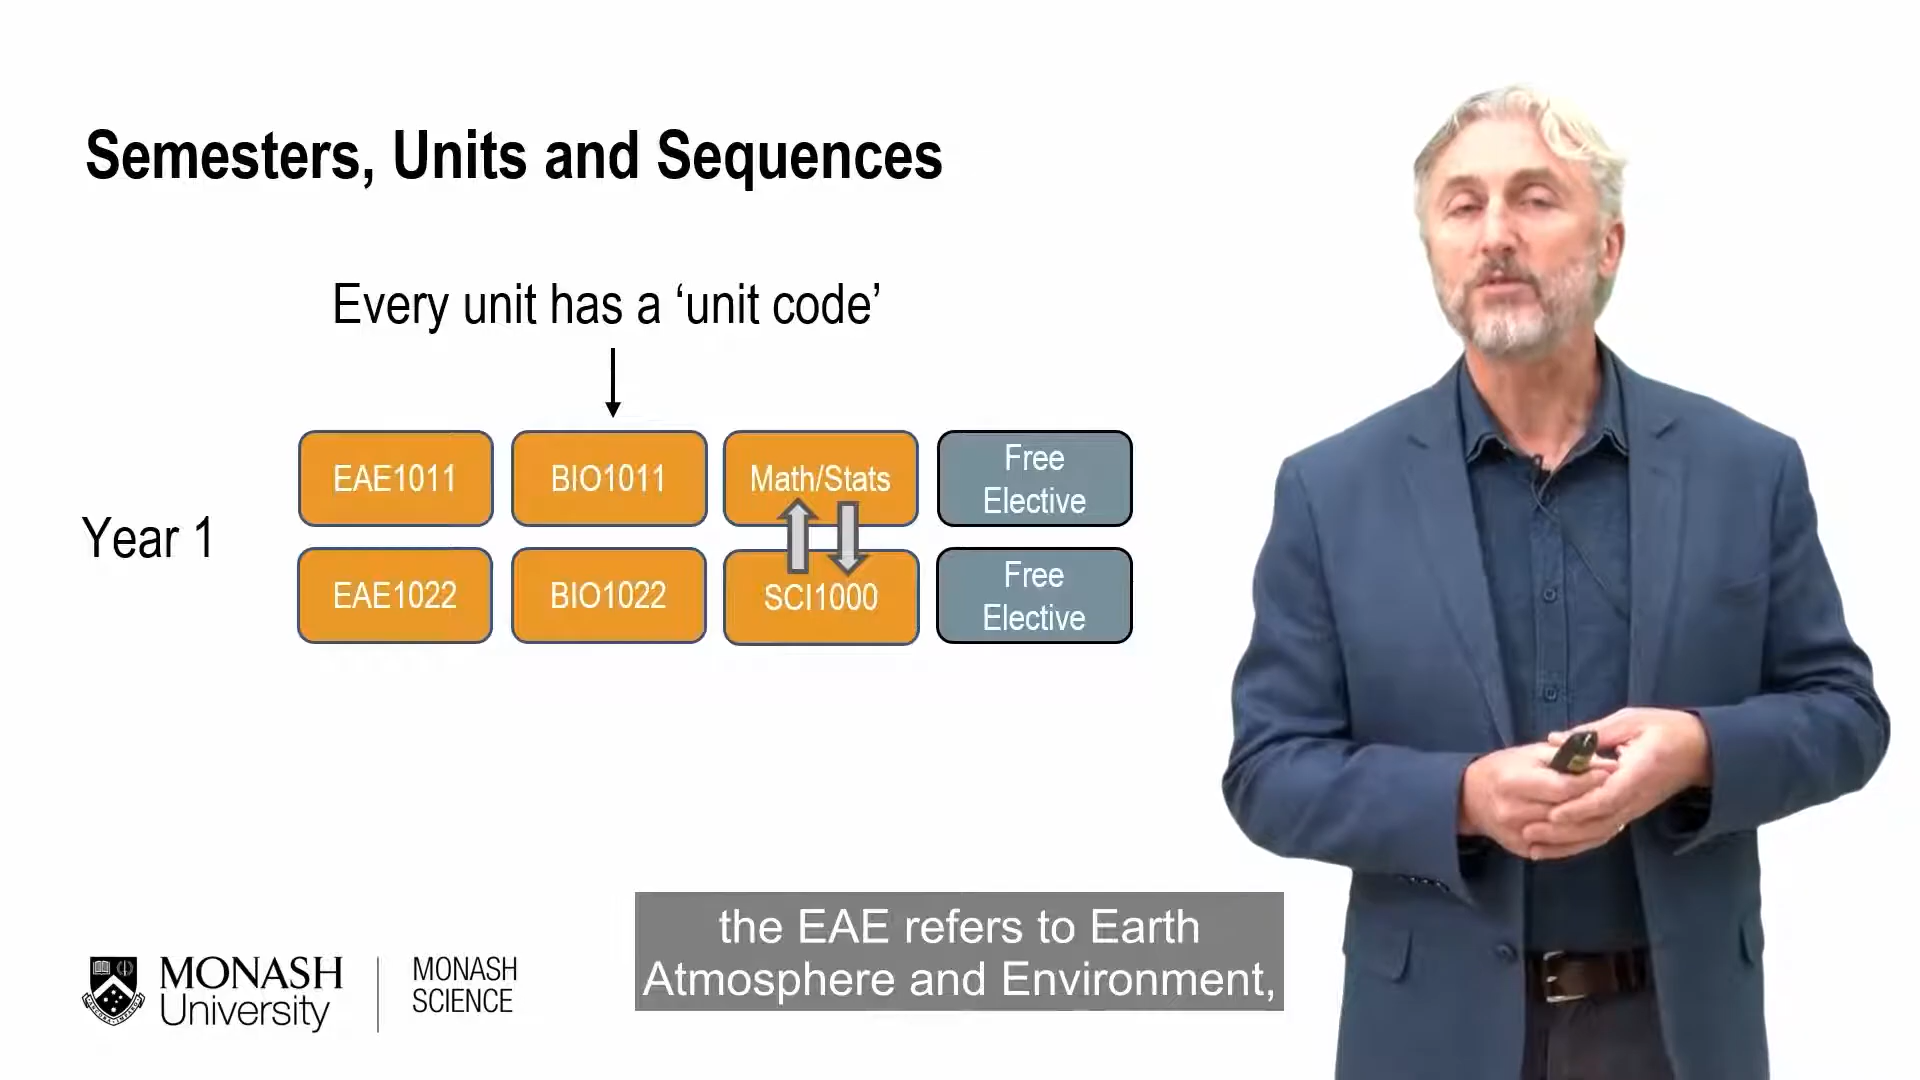 Semesters, Units and Sequences
Every unit has a ‘unit code’
Year 1
EAE1011
BIO1011
Math/Stats
Free
Elective
EAE1022
BIO1022
SCI1000
Free
Elective
the EAE refers to Earth
Atmosphere and Environment,
MONASH
University
MONASH
SCIENCE